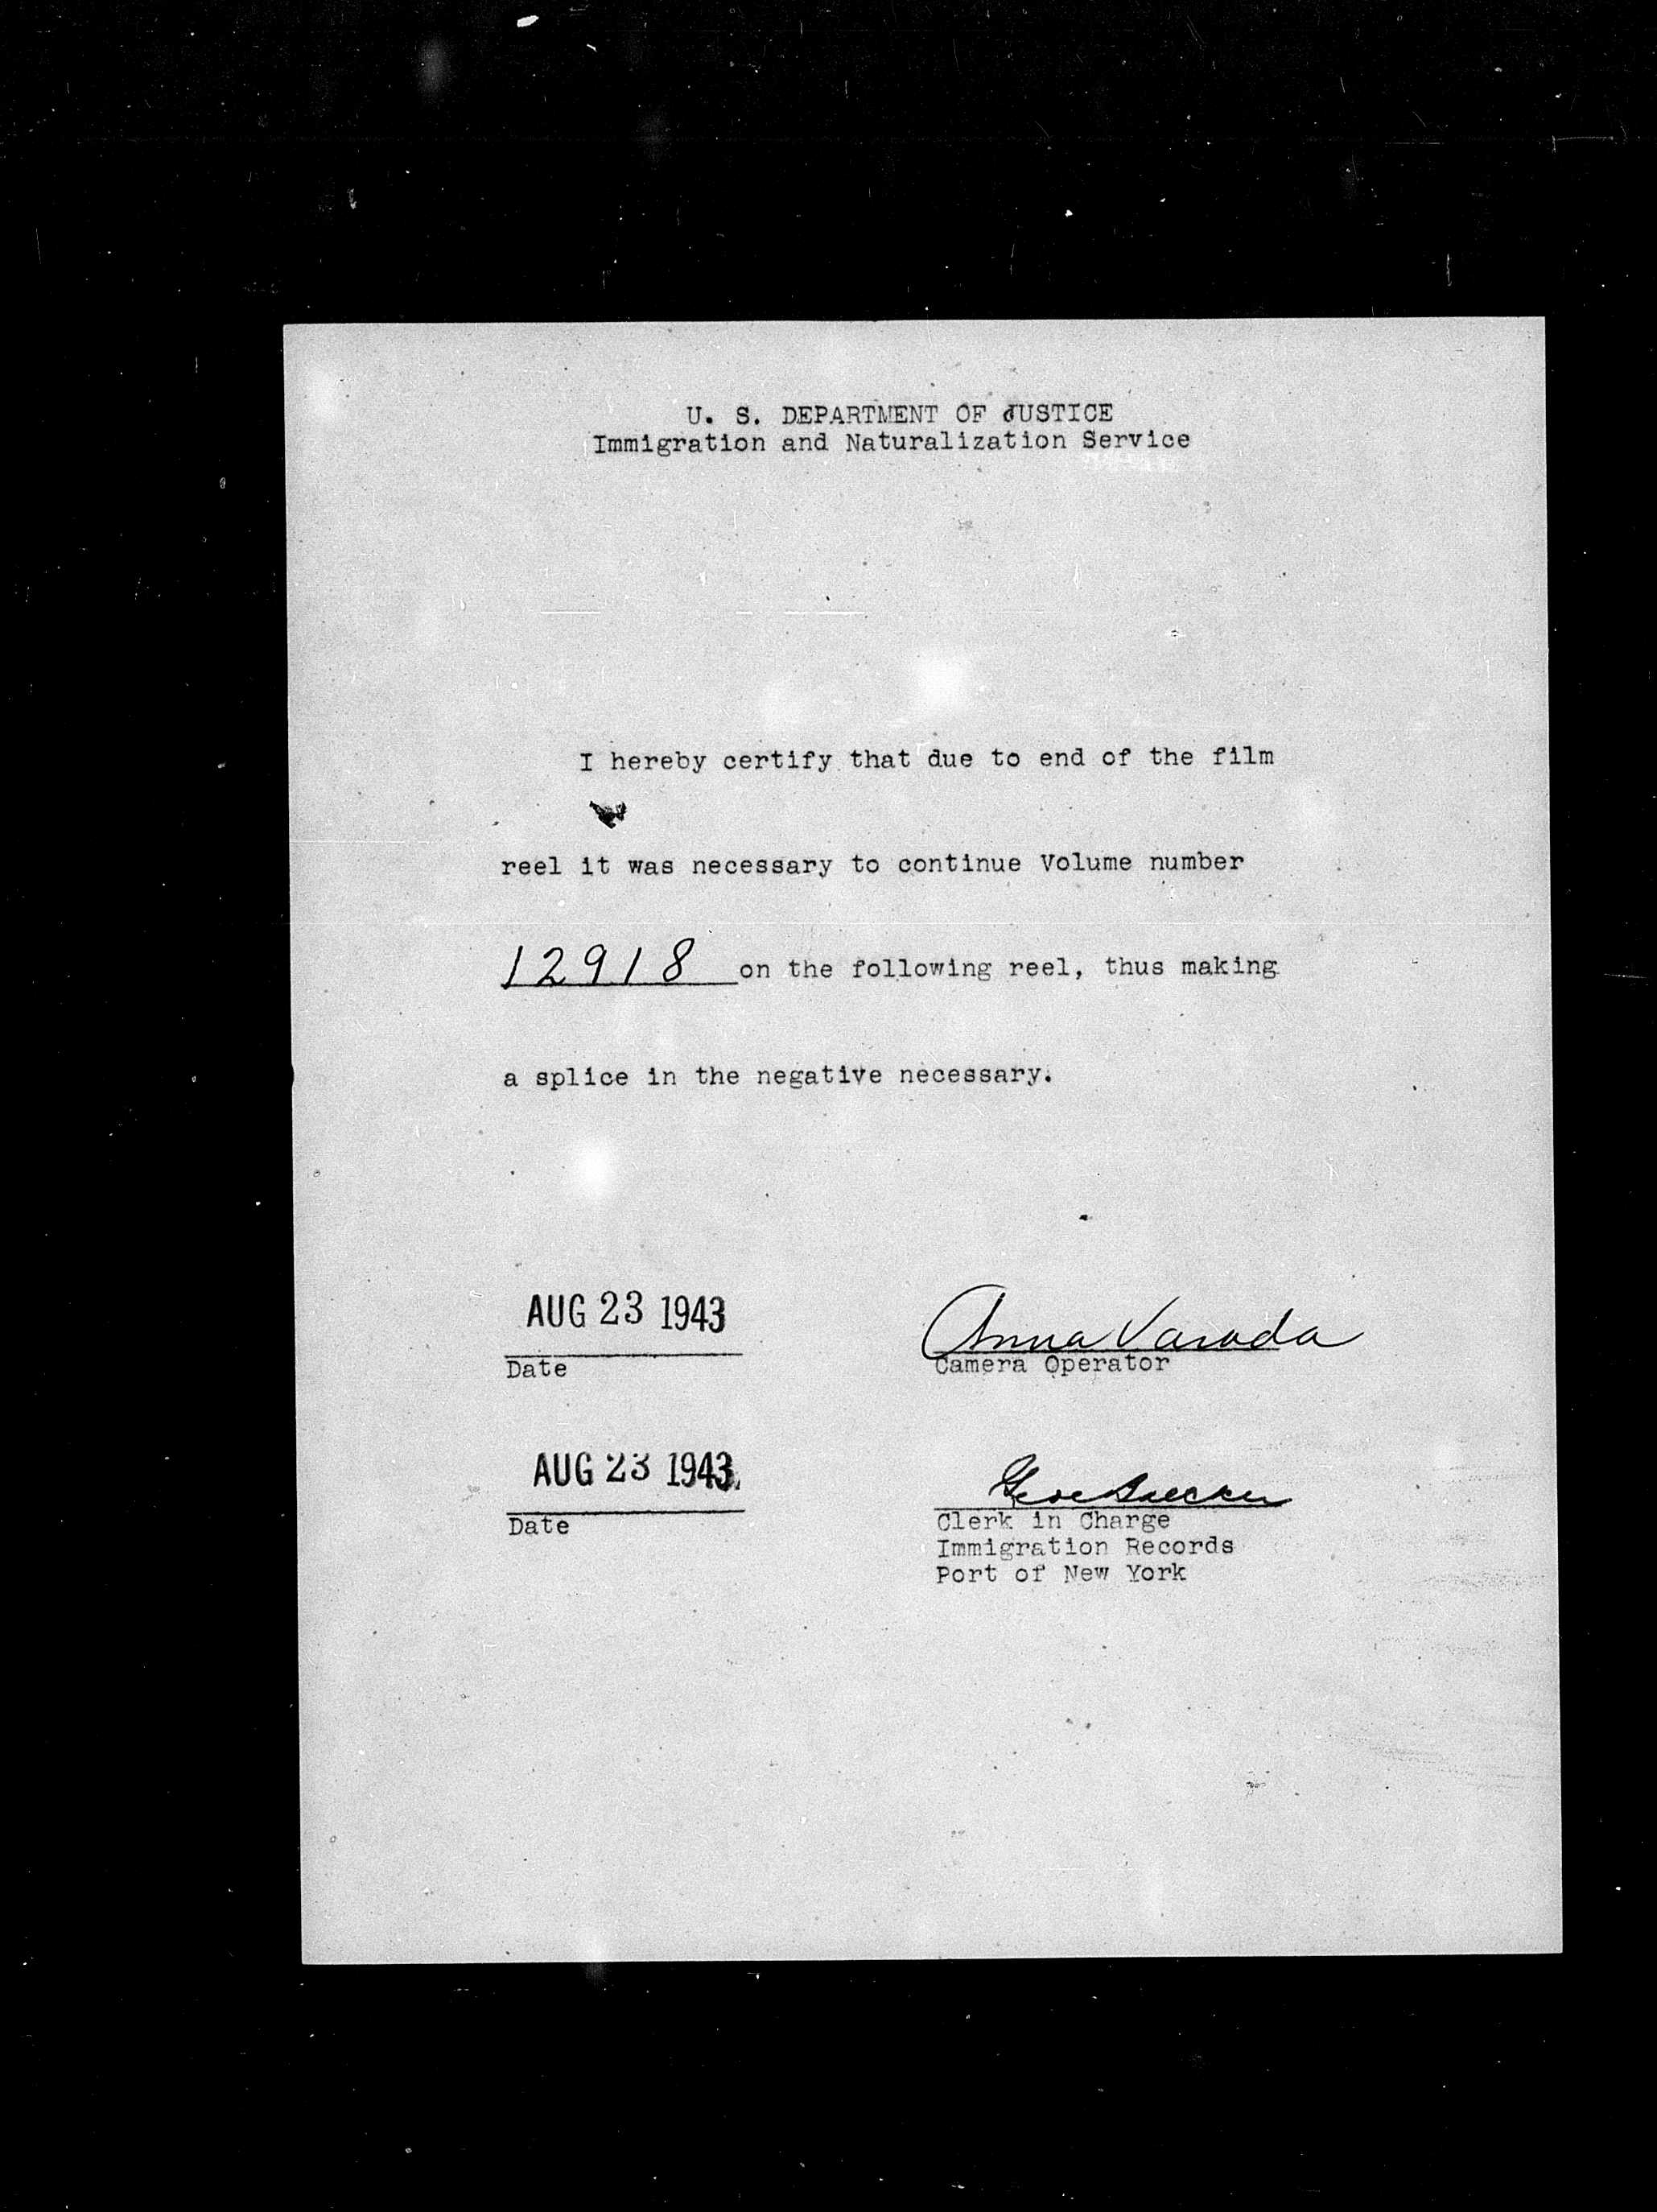 U. S. DEPARTMENT OF JUSTICE
Immigration and Naturalization Service
I hereby certify that due to end of the film
reel it was necessary to continue Volume number
12918 on the following reel, thus making
a splice in the negative necessary.
AUG 23 1943
Anna Varada
Date
Camera Operator
AUG 23 1943
Date
Clerk in Charge
Immigration Records
Port of New York